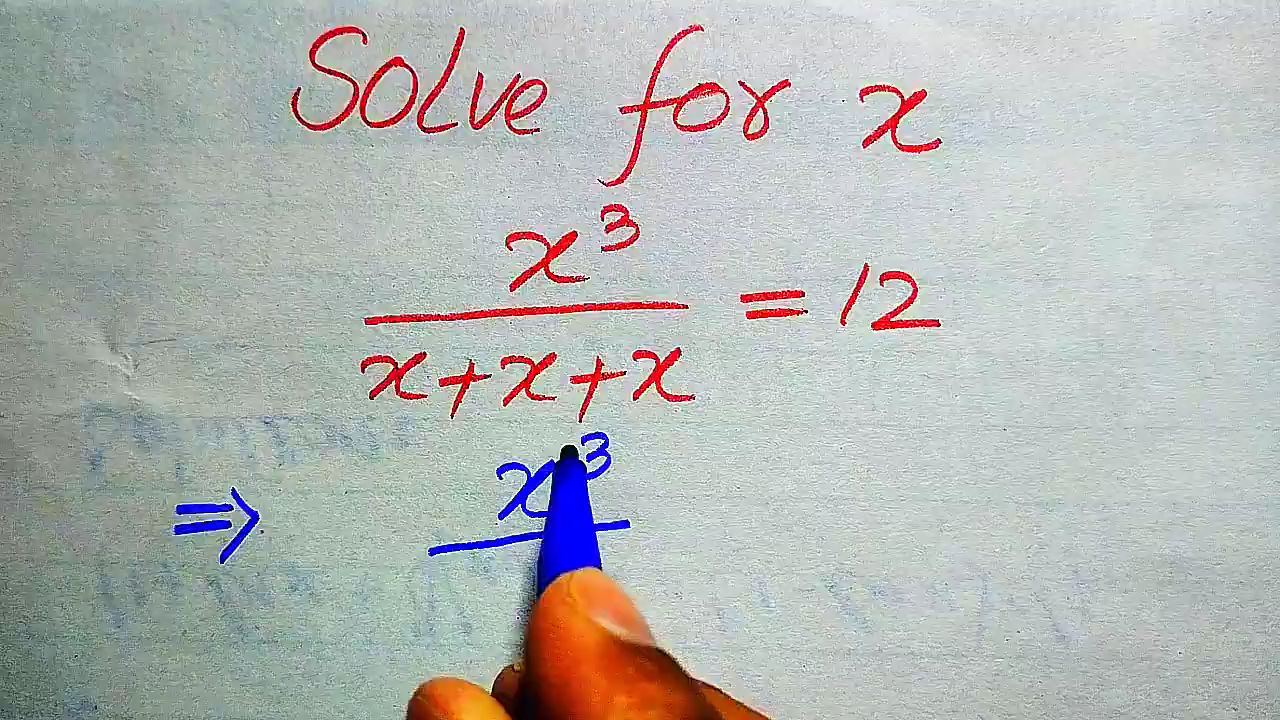 Solve for x
x³
x+x+x = 12
⇒ x³